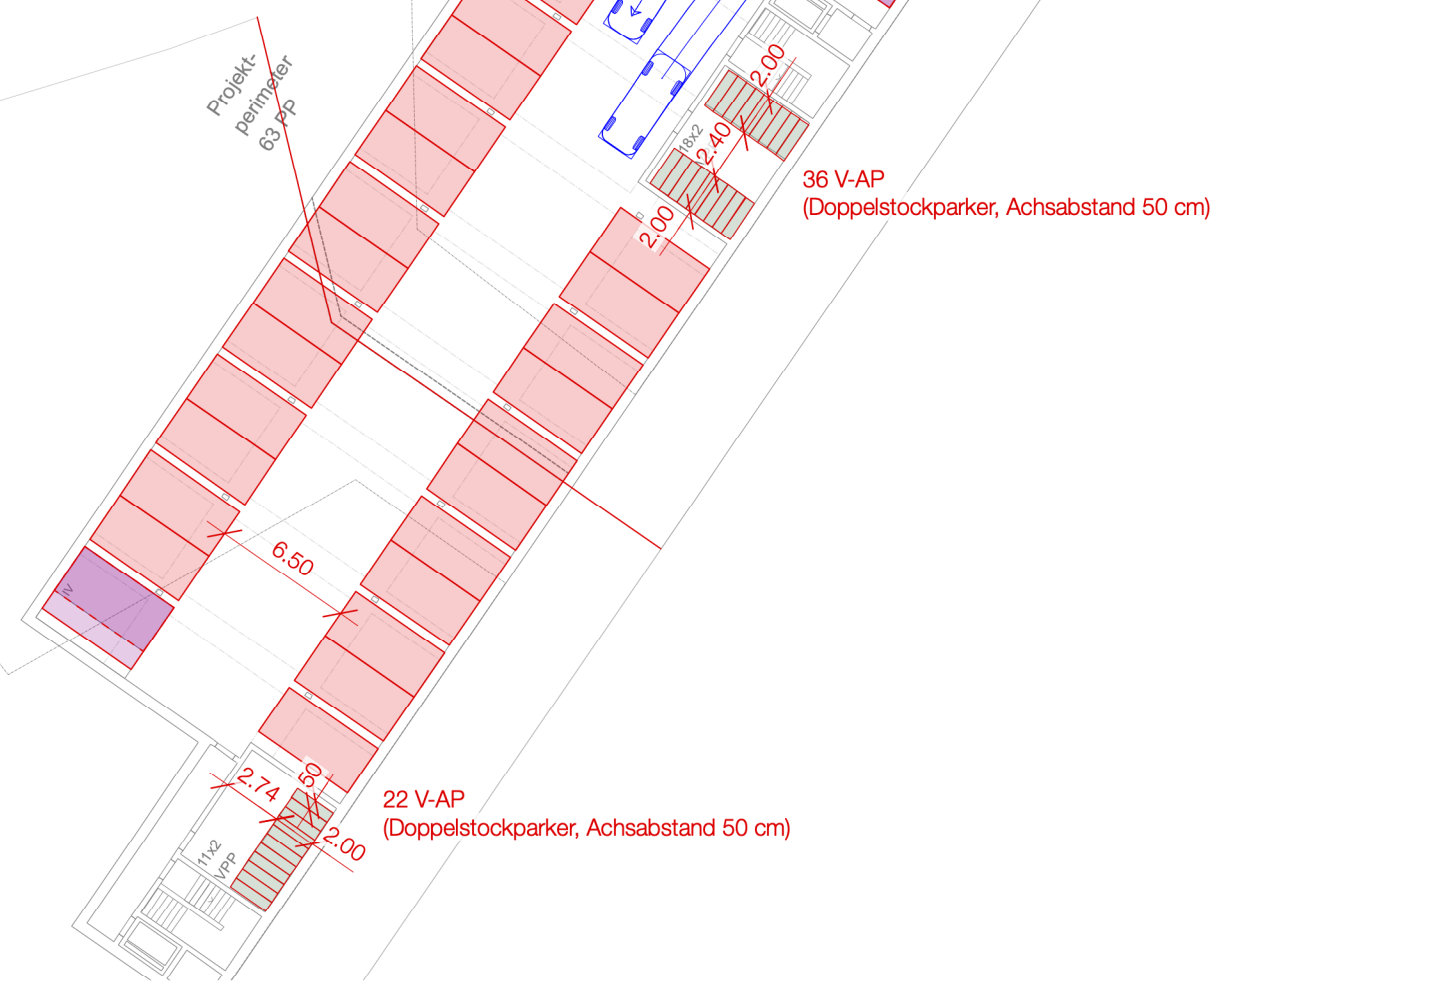 Projekt-
perimeter
63 PP
2.00
18x2
2.40
2.00
36 V-AP
(Doppelstockparker, Achsabstand 50 cm)
6.50
IV
2.74
50
2.00
11x2
VPP
22 V-AP
(Doppelstockparker, Achsabstand 50 cm)